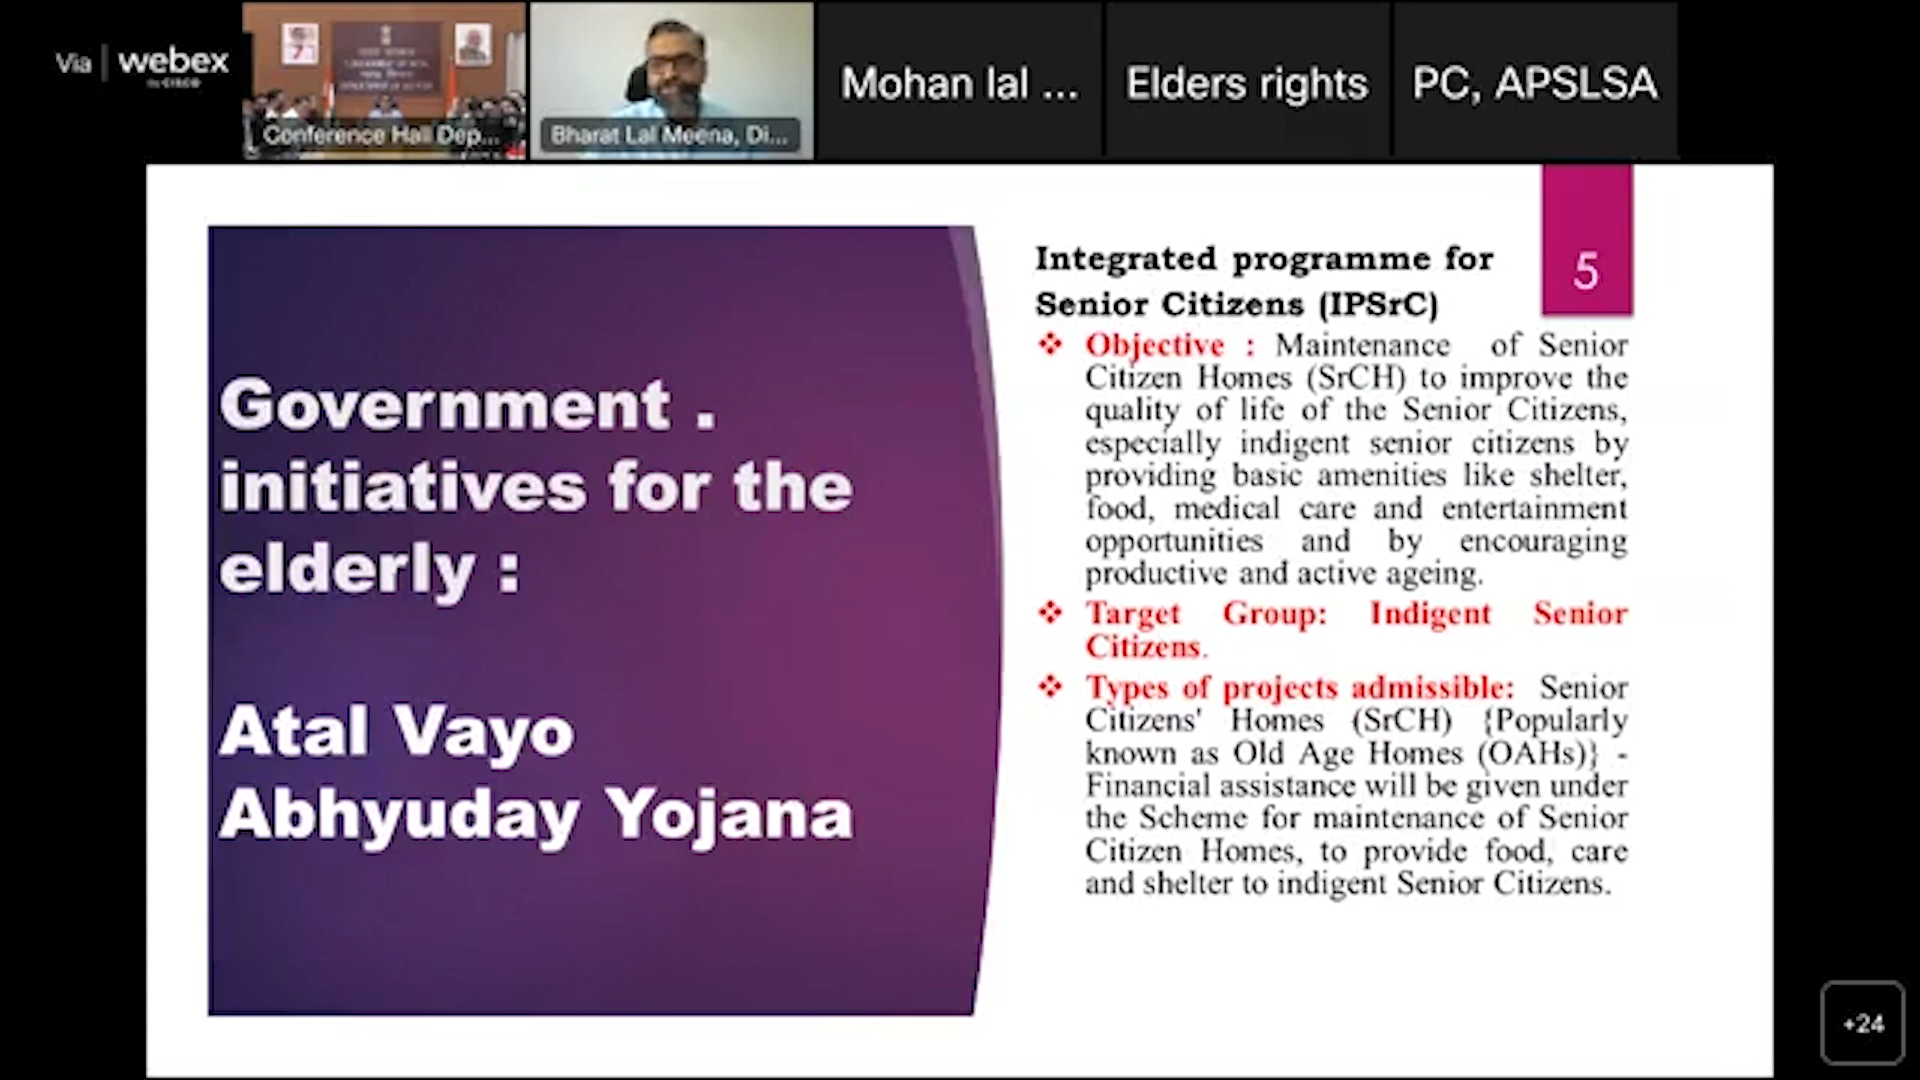 Via webex
by CISCO
Conference Hall Dep...
Bharat Lal Meena, Di...
Mohan lal ...
Elders rights
PC, APSLSA
5
Government .
initiatives for the
elderly :
Atal Vayo
Abhyuday Yojana
Integrated programme for
Senior Citizens (IPSrC)
❖ Objective : Maintenance of Senior
Citizen Homes (SrCH) to improve the
quality of life of the Senior Citizens,
especially indigent senior citizens by
providing basic amenities like shelter,
food, medical care and entertainment
opportunities and by encouraging
productive and active ageing.
❖ Target Group: Indigent Senior
Citizens.
❖ Types of projects admissible: Senior
Citizens' Homes (SrCH) {Popularly
known as Old Age Homes (OAHs)} -
Financial assistance will be given under
the Scheme for maintenance of Senior
Citizen Homes, to provide food, care
and shelter to indigent Senior Citizens.
+24